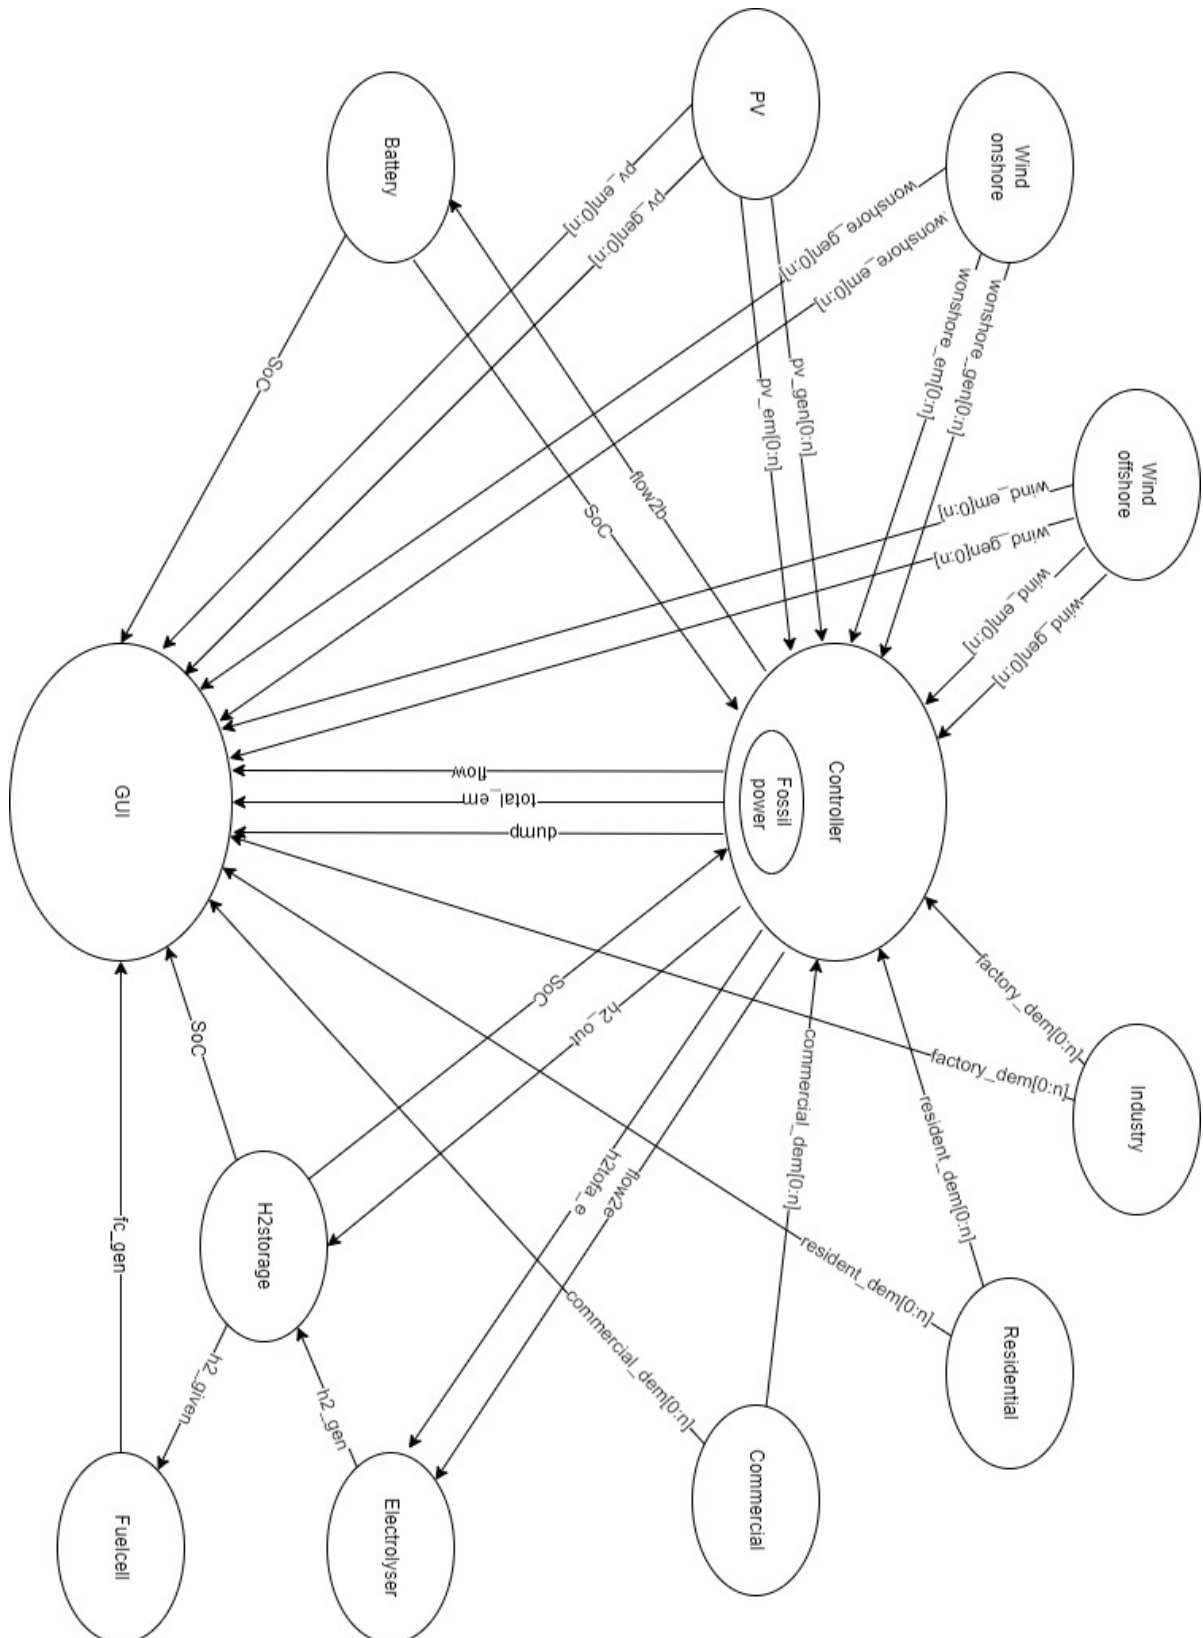 Wind
offshore
Wind
onshore
PV
Battery
wind_gen[0:n]
wind_em[0:n]
wind_gen[0:n]
wind_em[0:n]
wonshore_gen[0:n]
wonshore_em[0:n]
wonshore_em[0:n]
wonshore_gen[0:n]
pv_gen[0:n]
pv_em[0:n]
pv_gen[0:n]
pv_em[0:n]
flow2b
SoC
SoC
Controller
Fossil
power
flow
total_em
dump
GUI
Industry
factory_dem[0:n]
factory_dem[0:n]
Residential
resident_dem[0:n]
resident_dem[0:n]
Commercial
commercial_dem[0:n]
commercial_dem[0:n]
SoC
h2_out
h2tofa_e
flow2e
SoC
H2storage
h2_given
h2_gen
fc_gen
Electrolyser
Fuelcell